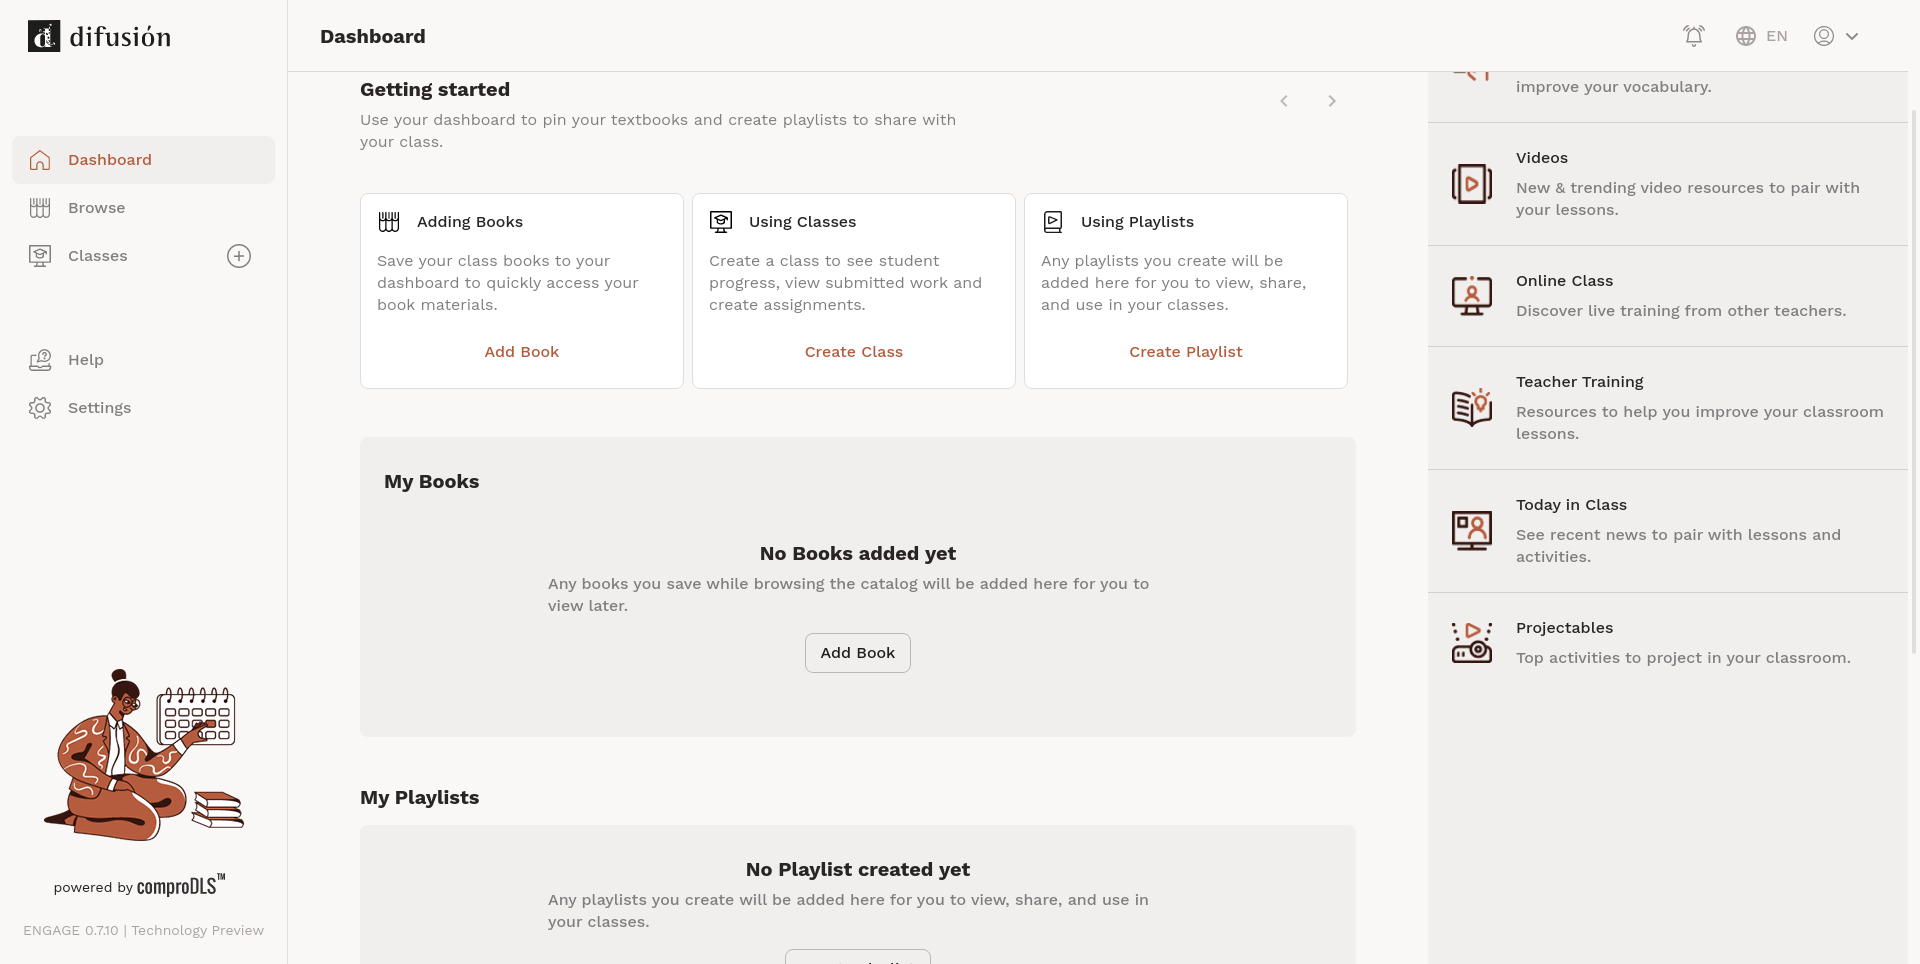 difusión
Dashboard
EN
Dashboard
Browse
Classes
Help
Settings
powered by comproDLS™
ENGAGE 0.7.10 | Technology Preview
Getting started
Use your dashboard to pin your textbooks and create playlists to share with
your class.
Adding Books
Save your class books to your
dashboard to quickly access your
book materials.
Add Book
Using Classes
Create a class to see student
progress, view submitted work and
create assignments.
Create Class
Using Playlists
Any playlists you create will be
added here for you to view, share,
and use in your classes.
Create Playlist
My Books
No Books added yet
Any books you save while browsing the catalog will be added here for you to
view later.
Add Book
My Playlists
No Playlist created yet
Any playlists you create will be added here for you to view, share, and use in
your classes.
improve your vocabulary.
Videos
New & trending video resources to pair with
your lessons.
Online Class
Discover live training from other teachers.
Teacher Training
Resources to help you improve your classroom
lessons.
Today in Class
See recent news to pair with lessons and
activities.
Projectables
Top activities to project in your classroom.